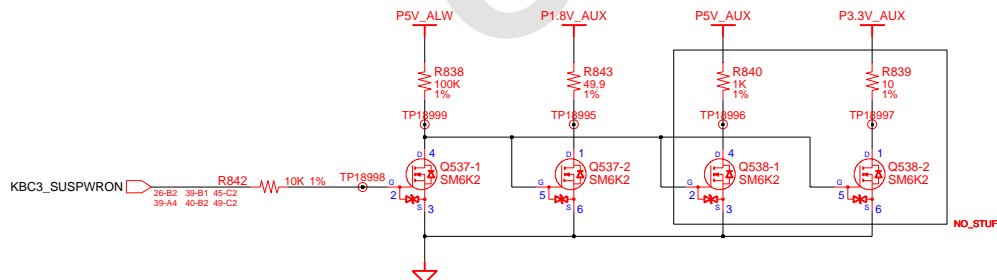 P5V_ALW P1.8V_AUX P5V_AUX P3.3V_AUX
R838 R843 R840 R839
100K 49.9 1K 10
1% 1% 1% 1%
TP18999 TP18995 TP18996 TP18997
D 4 D 1 D 4 D 1
Q537-1 Q537-2 Q538-1 Q538-2
SM6K2 SM6K2 SM6K2 SM6K2
TP18998
KBC3_SUSPWRON R842 10K 1% G G G G
26-B2 39-B1 45-C2
39-A4 40-B2 49-C2
2 S 3 5 S 6 2 S 3 5 S 6
NO_STUF